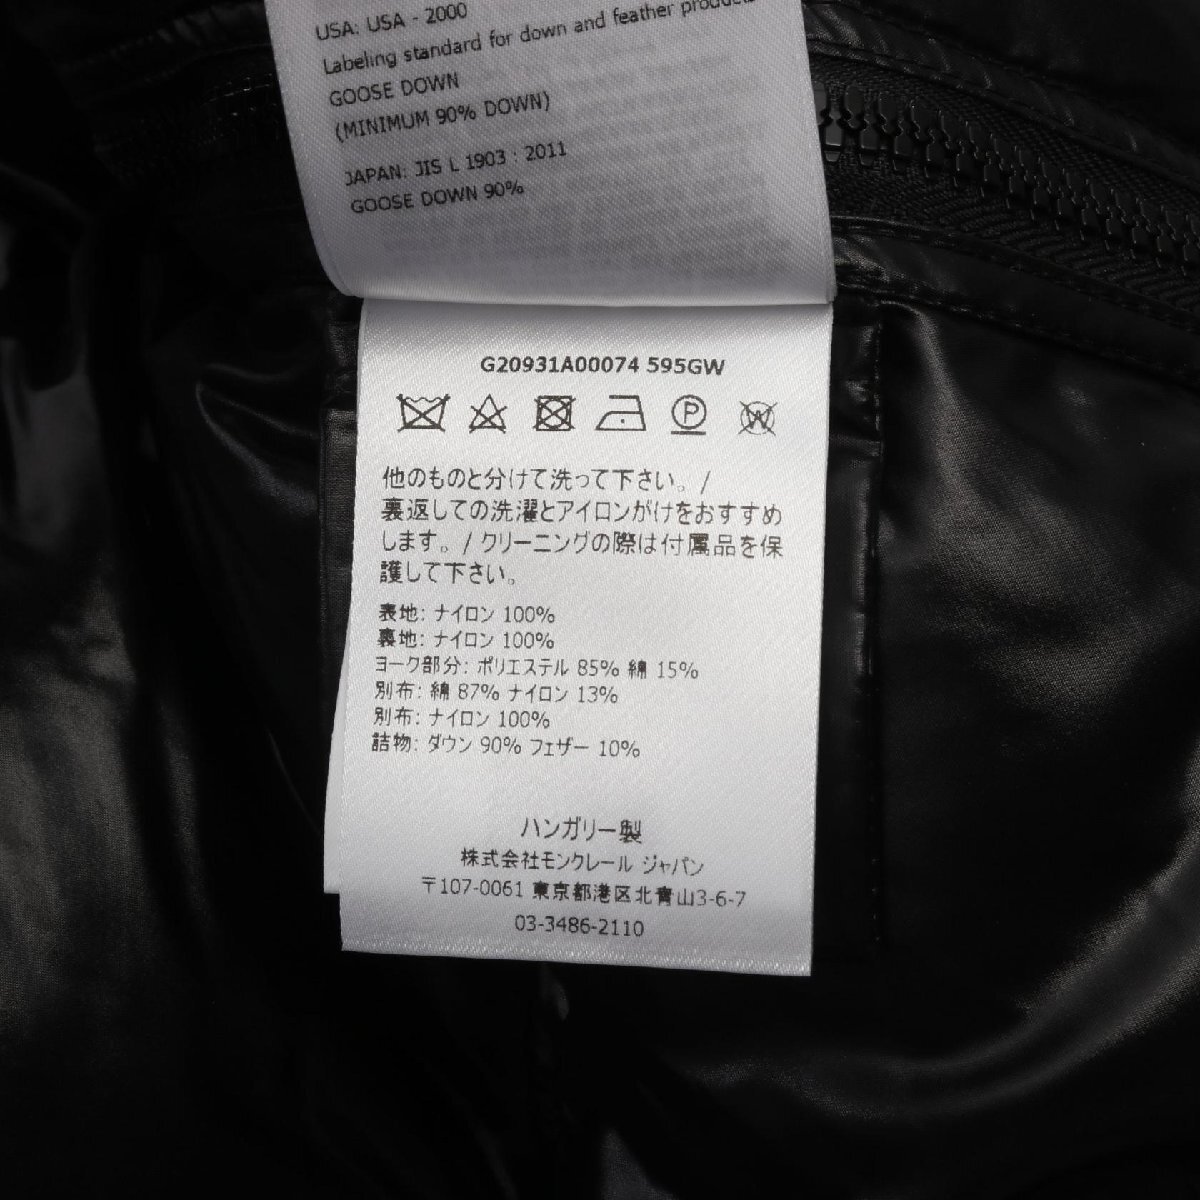 USA: USA - 2000
Labeling standard for down and feather products
GOOSE DOWN
(MINIMUM 90% DOWN)
JAPAN: JIS L 1903 : 2011
GOOSE DOWN 90%
G20931A00074 595GW
P
W
他のものと分けて洗って下さい。/
裏返しての洗濯とアイロンがけをおすすめ
します。/ クリーニングの際は付属品を保
護して下さい。
表地: ナイロン 100%
裏地: ナイロン 100%
ヨーク部分: ポリエステル 85% 綿 15%
別布: 綿 87% ナイロン 13%
別布: ナイロン 100%
詰物: ダウン 90% フェザー 10%
ハンガリー製
株式会社モンクレール ジャパン
〒107-0061 東京都港区北青山3-6-7
03-3486-2110